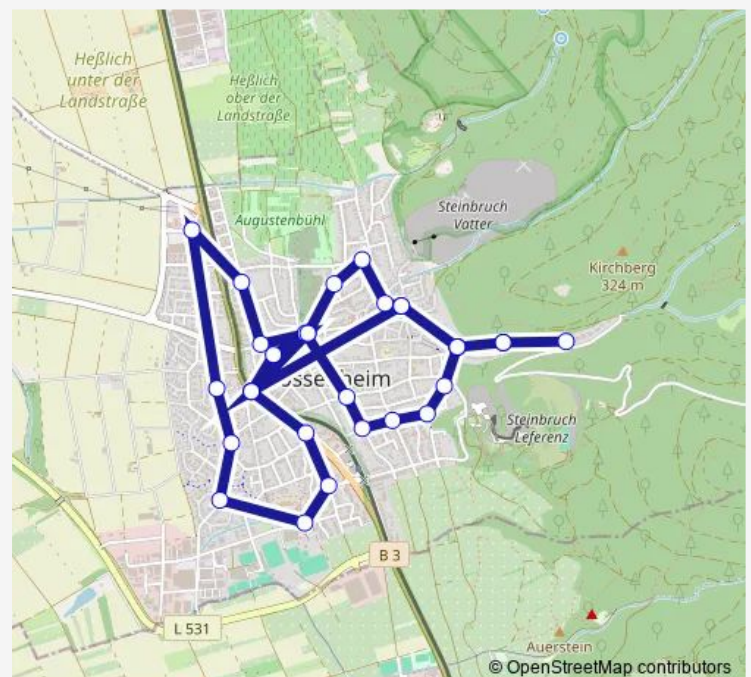 Heßlich
unter der
Landstraße
Heßlich
ober der
Landstraße
Augustenbühl
Steinbruch
Vatter
Kirchberg
324 m
ossenheim
Steinbruch
Leferenz
B 3
L 531
Auerstein
© OpenStreetMap contributors